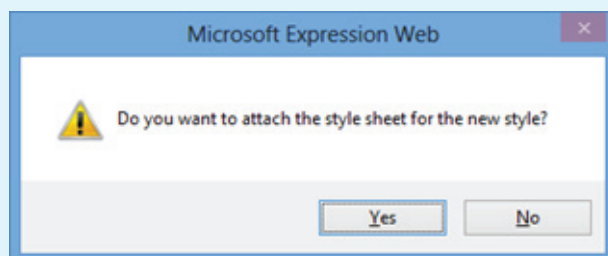 Microsoft Expression Web
Do you want to attach the style sheet for the new style?
Yes
No